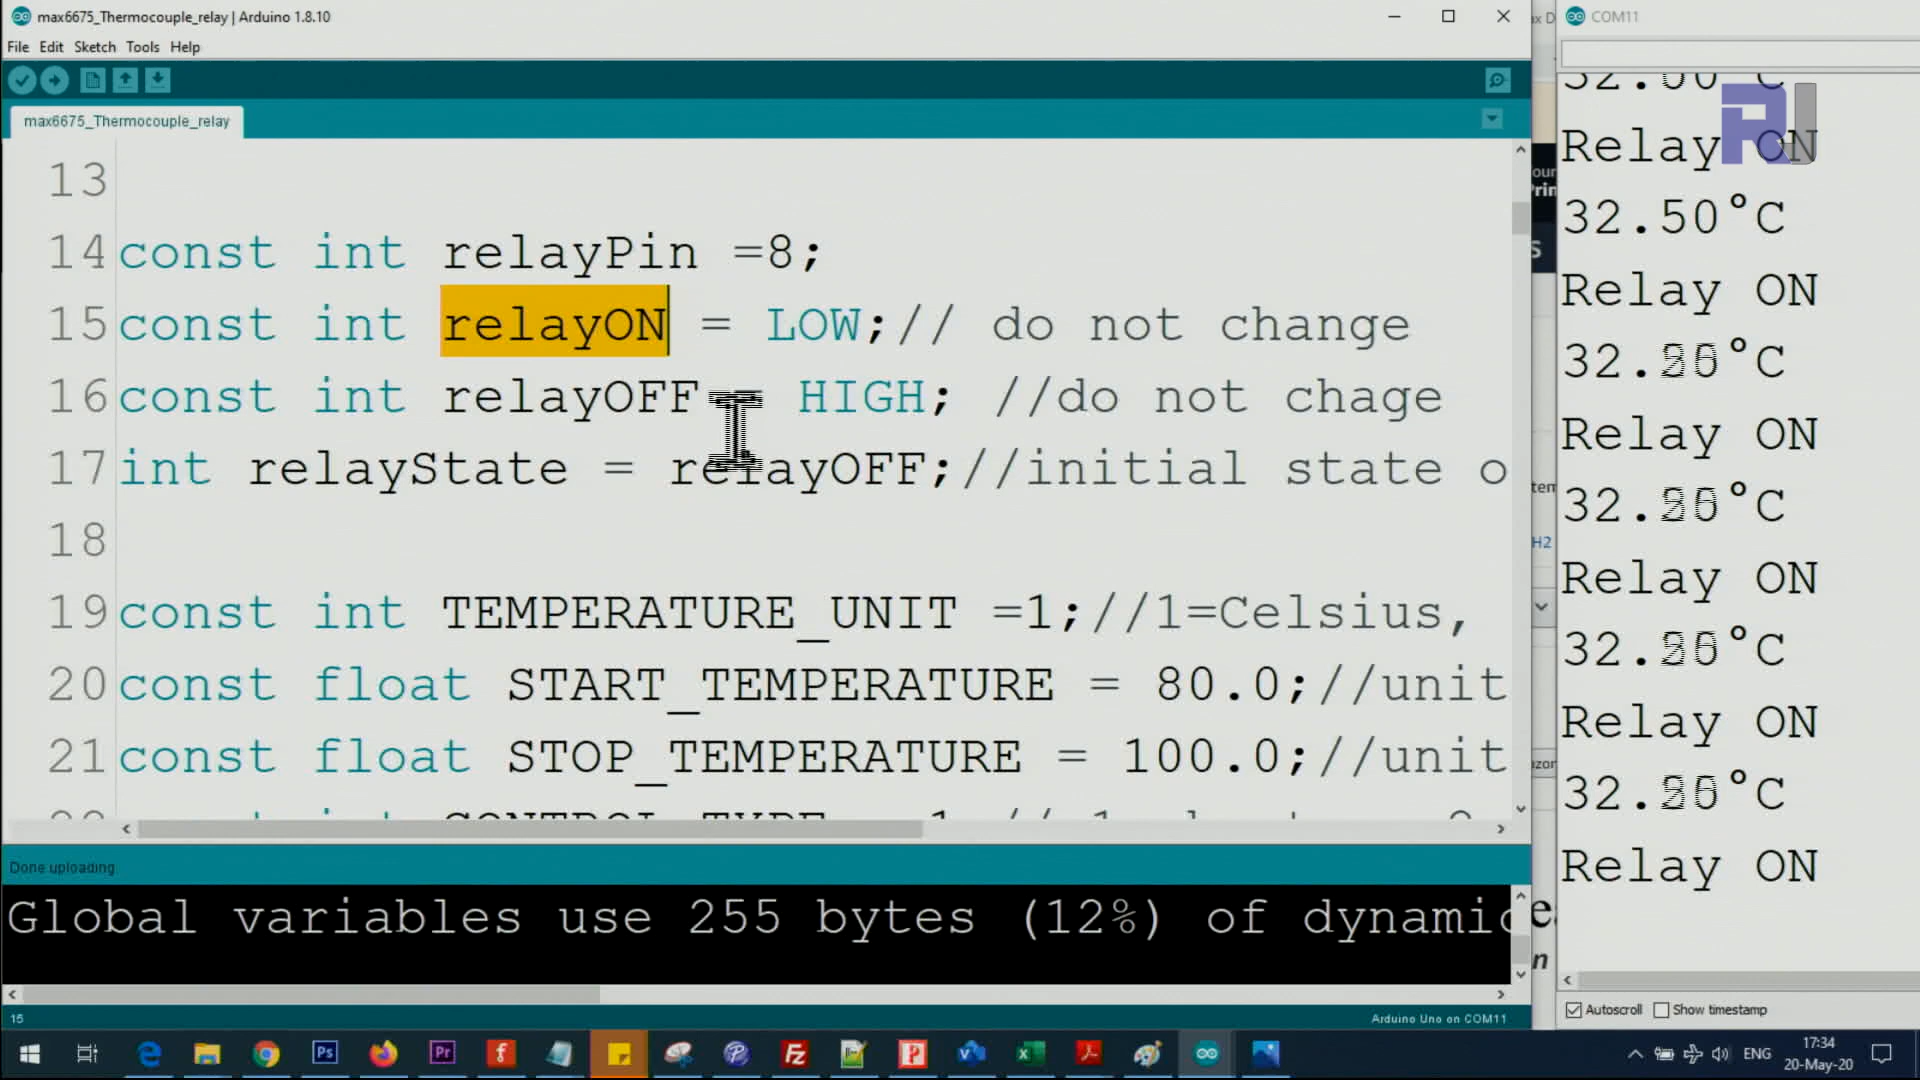 max6675_Thermocouple_relay | Arduino 1.8.10
File Edit Sketch Tools Help
max6675_Thermocouple_relay
13
14 const int relayPin =8;
15 const int relayON = LOW;// do not change
16 const int relayOFF = HIGH; //do not chage
17 int relayState = relayOFF;//initial state o
18
19 const int TEMPERATURE_UNIT =1;//1=Celsius,
20 const float START_TEMPERATURE = 80.0;//unit
21 const float STOP_TEMPERATURE = 100.0;//unit
Done uploading
Global variables use 255 bytes (12%) of dynamic
15
Arduino Uno on COM11
COM11
RJ
Relay ON
32.50°C
Relay ON
Relay ON
Relay ON
Relay ON
Relay ON
Autoscroll Show timestamp
ENG
17:34
20-May-20